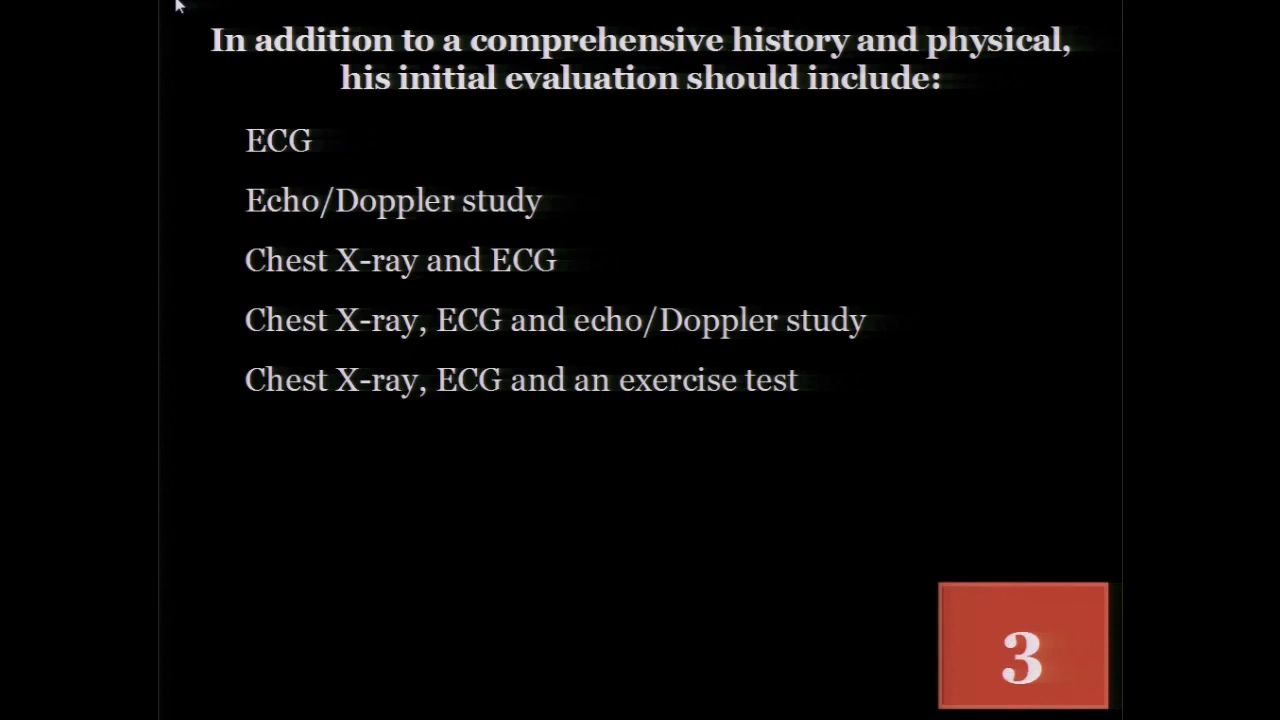 In addition to a comprehensive history and physical,
his initial evaluation should include:
ECG
Echo/Doppler study
Chest X-ray and ECG
Chest X-ray, ECG and echo/Doppler study
Chest X-ray, ECG and an exercise test
3